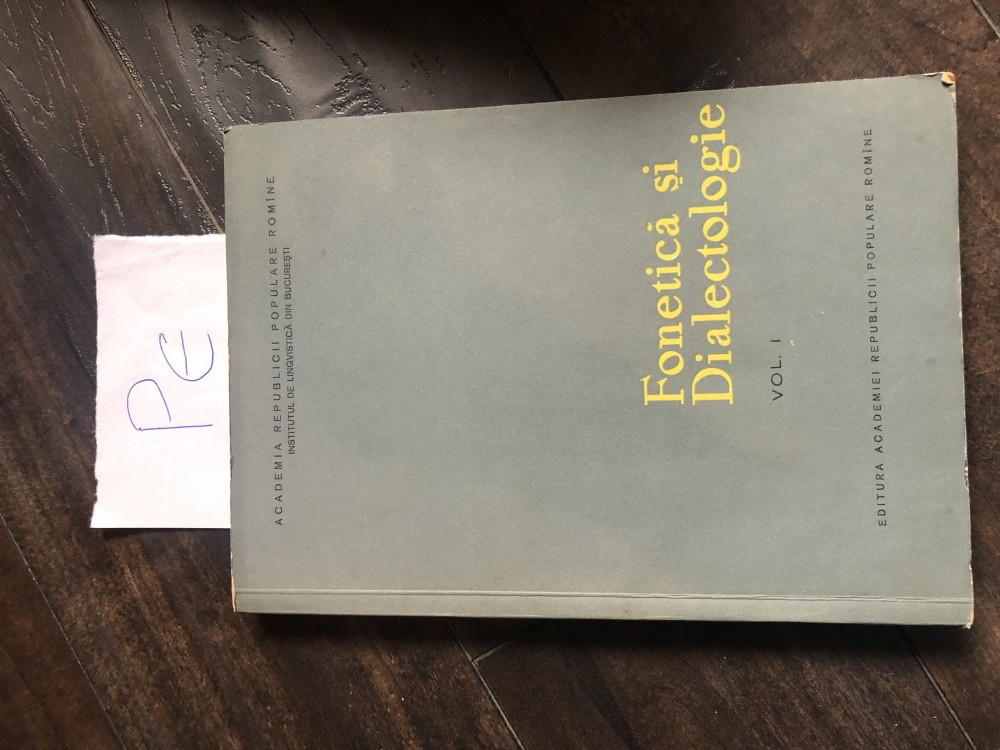 PE
ACADEMIA REPUBLICII POPULARE ROMÎNE
INSTITUTUL DE LINGVISTICĂ DIN BUCUREȘTI
Fonetică și
Dialectologie
VOL. I
EDITURA ACADEMIEI REPUBLICII POPULARE ROMÎNE